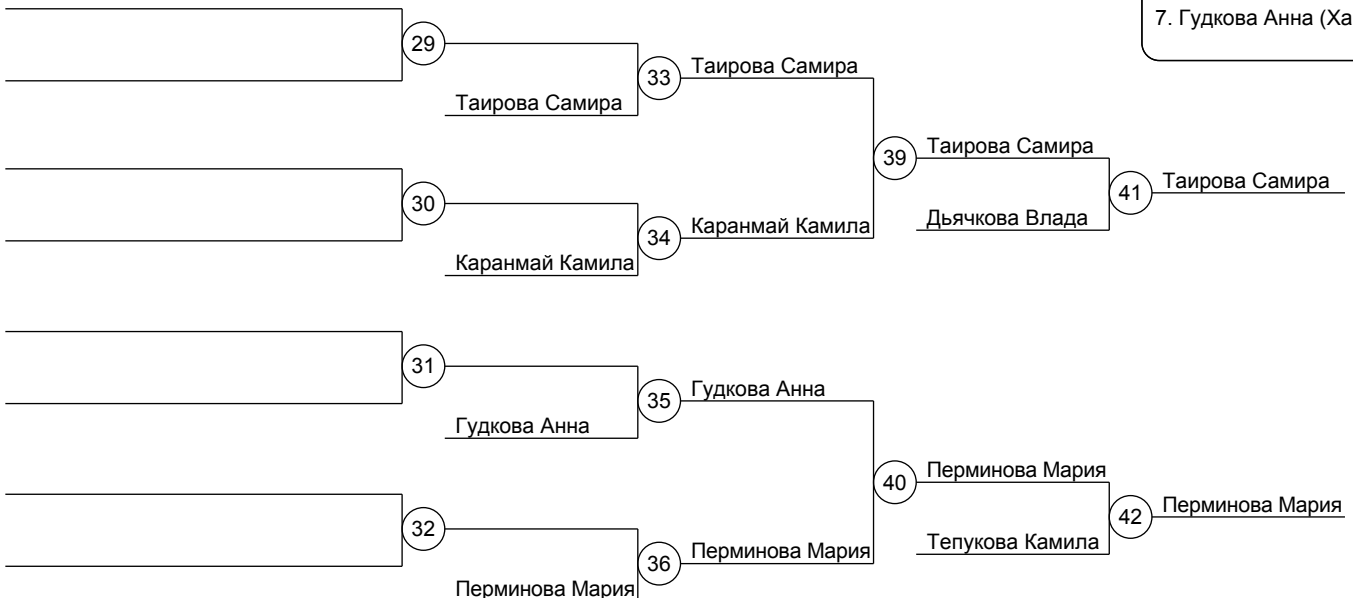 7. Гудкова Анна (Ха
29
33
Таирова Самира
Таирова Самира
39
Таирова Самира
41
Таирова Самира
30
34
Каранмай Камила
Дьячкова Влада
Каранмай Камила
31
35
Гудкова Анна
Гудкова Анна
40
Перминова Мария
42
Перминова Мария
32
36
Перминова Мария
Тепукова Камила
Перминова Мария